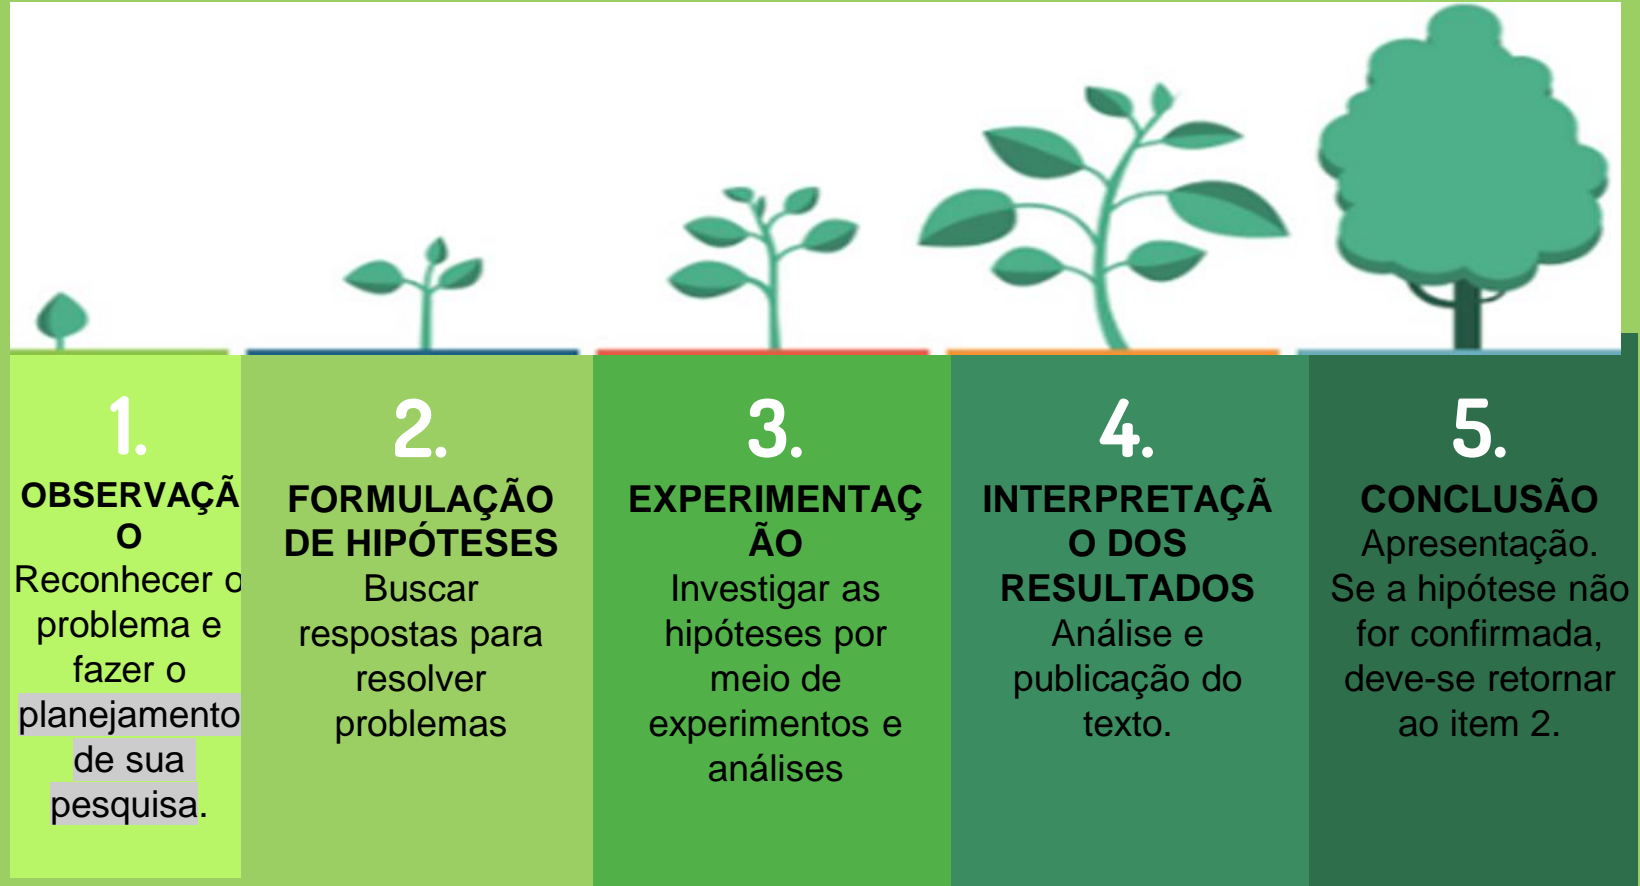 1.
OBSERVAÇÃ
O
Reconhecer o
problema e
fazer o
planejamento
de sua
pesquisa.
2.
FORMULAÇÃO
DE HIPÓTESES
Buscar
respostas para
resolver
problemas
3.
EXPERIMENTAÇ
ÃO
Investigar as
hipóteses por
meio de
experimentos e
análises
4.
INTERPRETAÇÃ
O DOS
RESULTADOS
Análise e
publicação do
texto.
5.
CONCLUSÃO
Apresentação.
Se a hipótese não
for confirmada,
deve-se retornar
ao item 2.